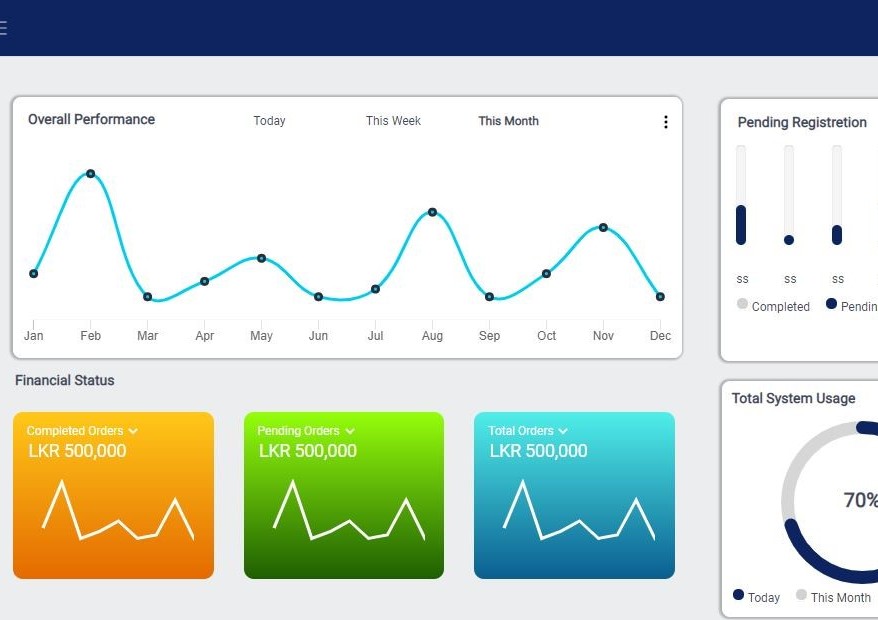 Overall Performance
Today
This Week
This Month
Jan Feb Mar Apr May Jun Jul Aug Sep Oct Nov Dec
Pending Registretion
ss ss ss
Completed Pendin
Financial Status
Completed Orders
LKR 500,000
Pending Orders
LKR 500,000
Total Orders
LKR 500,000
Total System Usage
70%
Today This Month